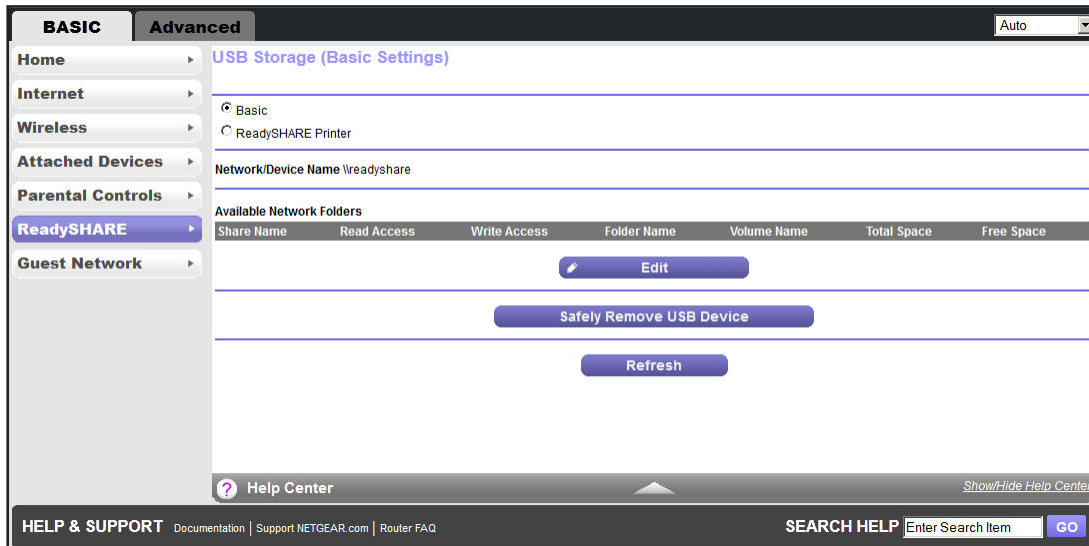 BASIC Advanced Auto
Home
Internet
Wireless
Attached Devices
Parental Controls
ReadySHARE
Guest Network
USB Storage (Basic Settings)
Basic
ReadySHARE Printer
Network/Device Name \\readyshare
Available Network Folders
Share Name Read Access Write Access Folder Name Volume Name Total Space Free Space
Edit
Safely Remove USB Device
Refresh
? Help Center Show/Hide Help Center
HELP & SUPPORT Documentation | Support NETGEAR.com | Router FAQ SEARCH HELP Enter Search Item GO